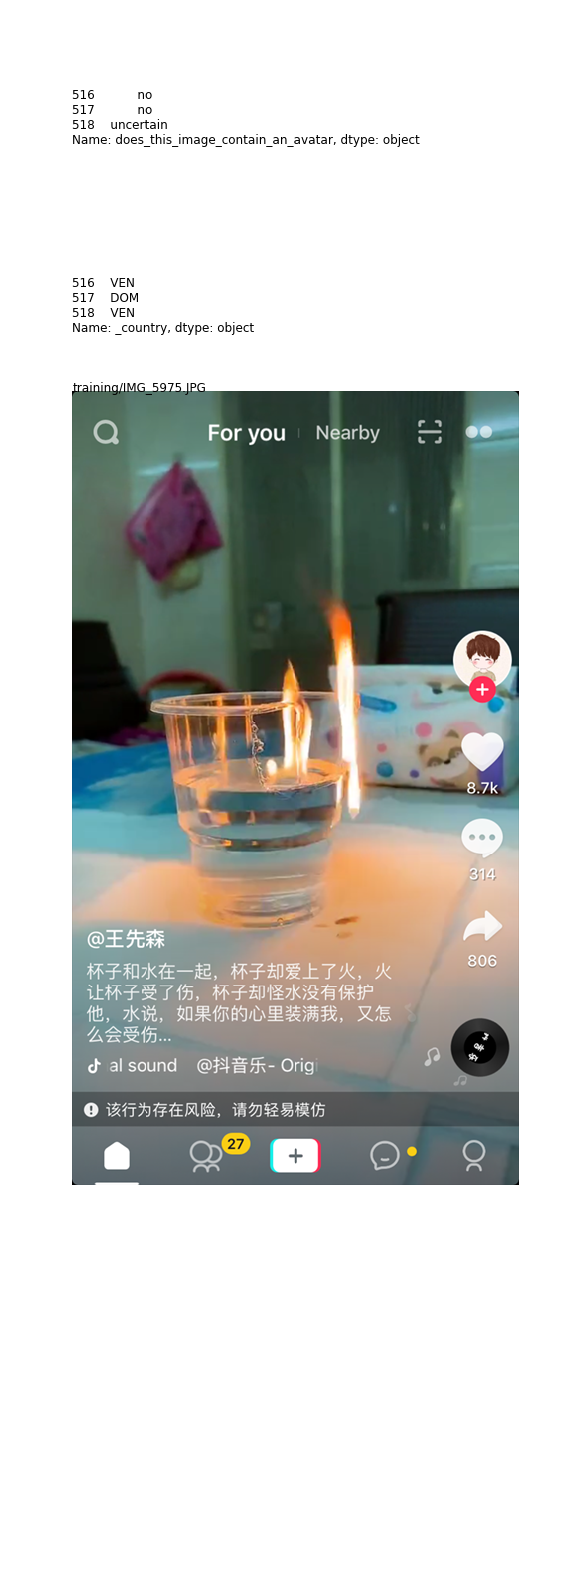 516 no
517 no
518 uncertain
Name: does_this_image_contain_an_avatar, dtype: object
516 VEN
517 DOM
518 VEN
Name: _country, dtype: object
training/IMG_5975.JPG
For you Nearby
8.7k
314
806
@王先森
杯子和水在一起，杯子却爱上了火，火
让杯子受了伤，杯子却怪水没有保护
他，水说，如果你的心里装满我，又怎
么会受伤...
al sound @抖音乐- Origi
该行为存在风险，请勿轻易模仿
27